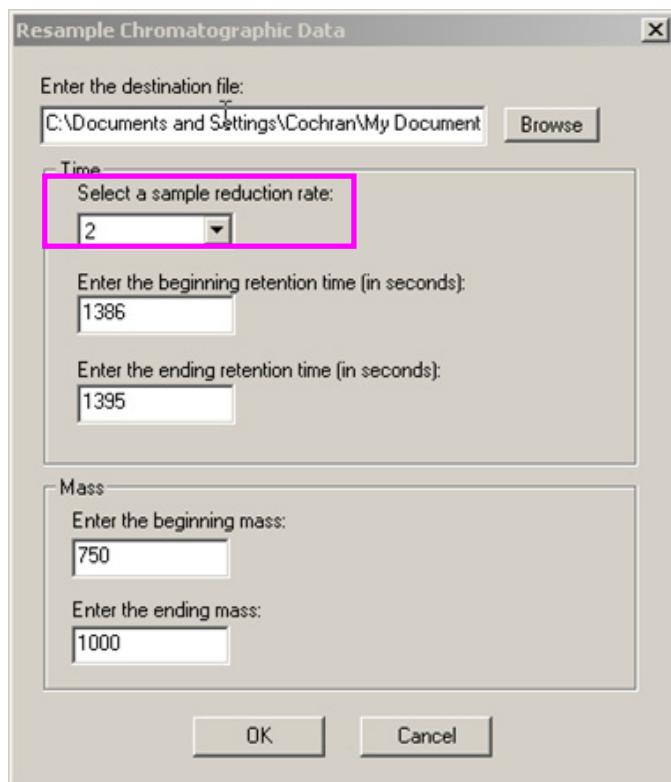 Resample Chromatographic Data
Enter the destination file:
C:\Documents and Settings\Cochran\My Document
Browse
Time
Select a sample reduction rate:
2
Enter the beginning retention time (in seconds):
1386
Enter the ending retention time (in seconds):
1395
Mass
Enter the beginning mass:
750
Enter the ending mass:
1000
OK
Cancel